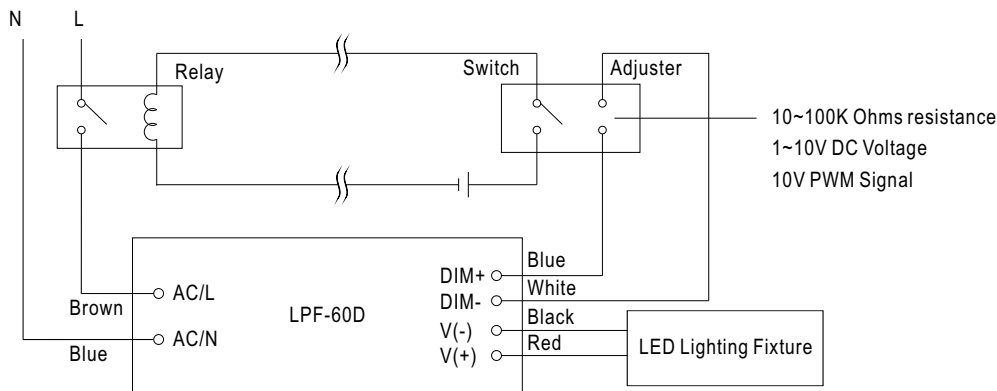 N L
Relay
Switch
Adjuster
10~100K Ohms resistance
1~10V DC Voltage
10V PWM Signal
Blue
DIM+
White
DIM-
AC/L
Brown
LPF-60D
Black
V(-)
AC/N
Red
Blue
V(+)
LED Lighting Fixture